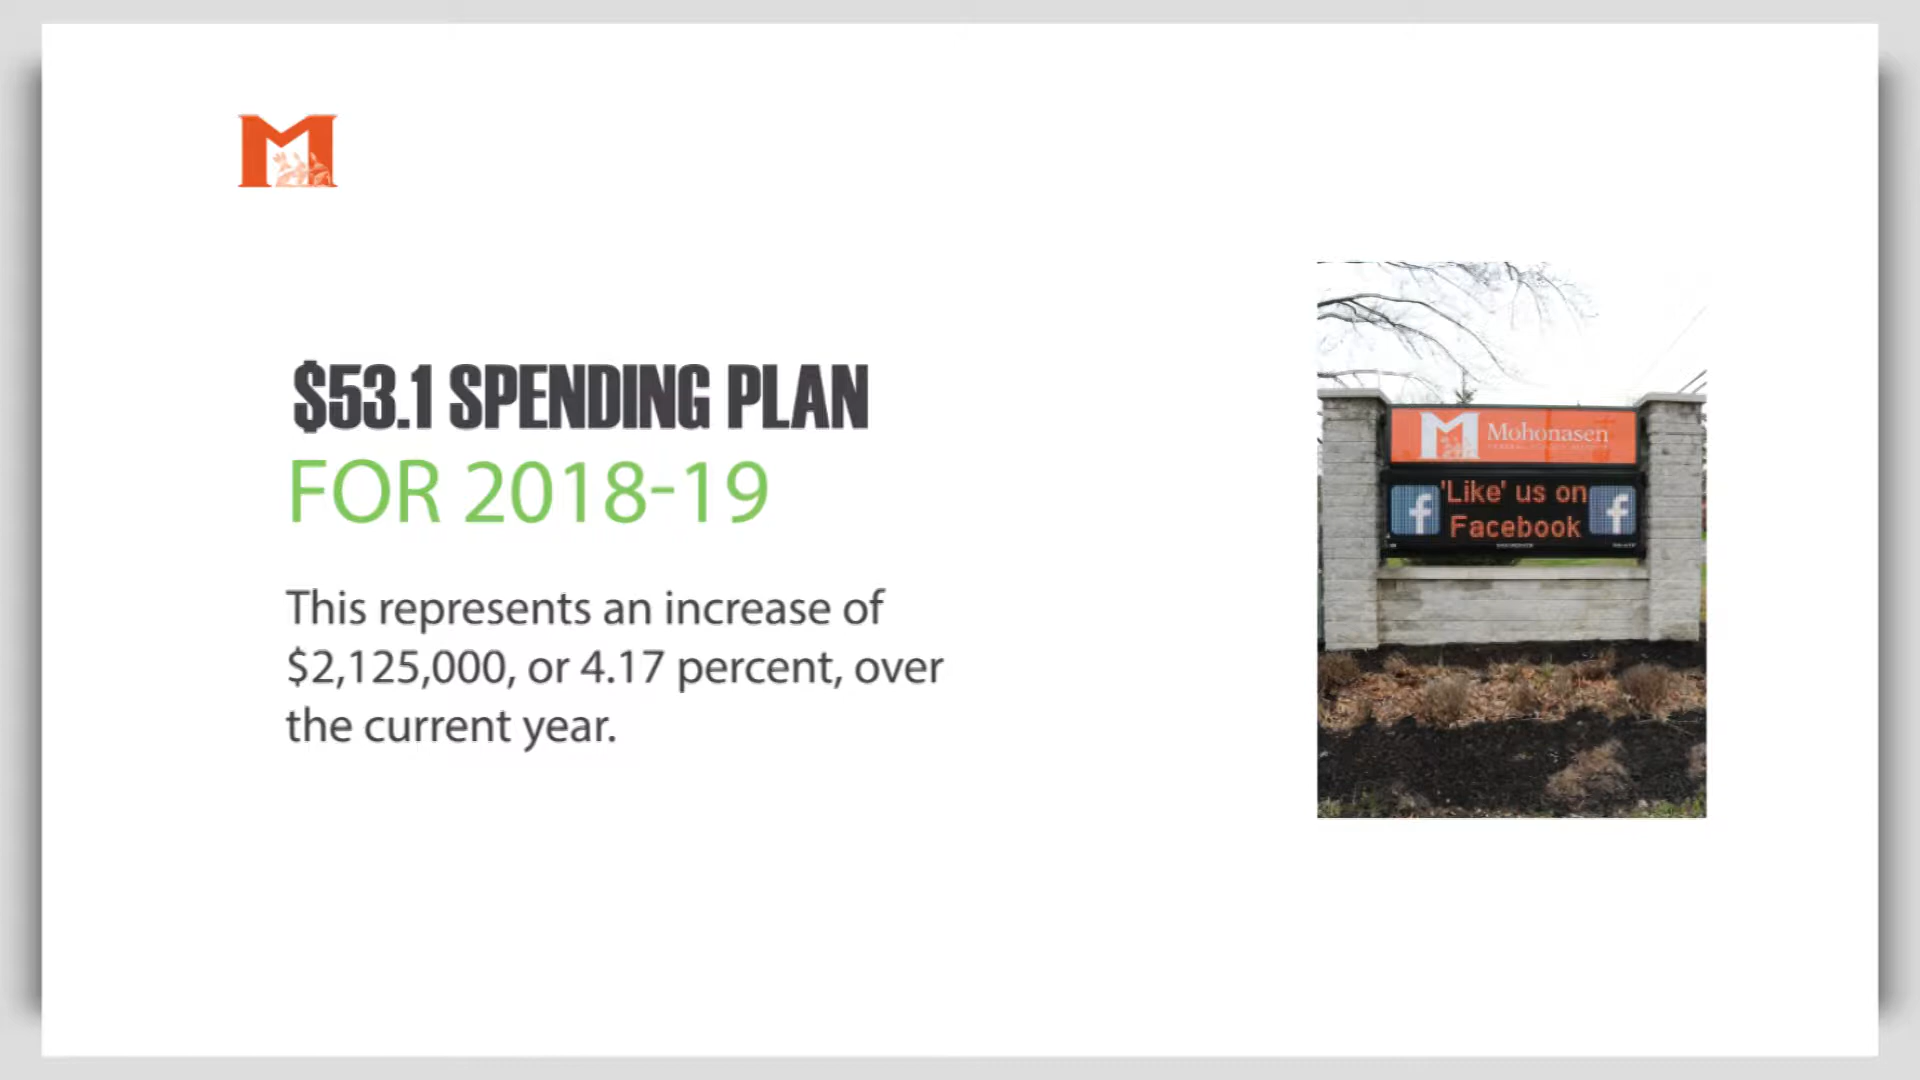 M
$53.1 SPENDING PLAN
FOR 2018-19
This represents an increase of
$2,125,000, or 4.17 percent, over
the current year.
M Mohonasen
'Like' us on
Facebook